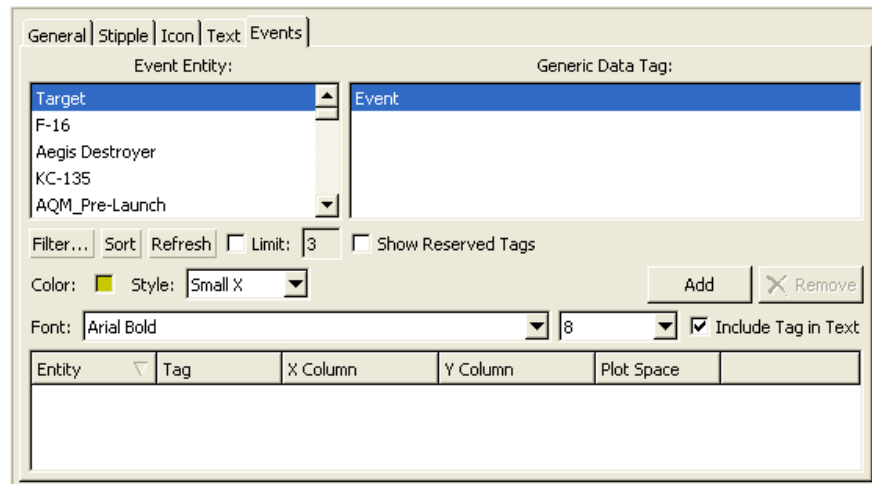 General Stipple Icon Text Events
Event Entity: Generic Data Tag:
Target Event
F-16
Aegis Destroyer
KC-135
AQM_Pre-Launch
Filter... Sort Refresh Limit: 3 Show Reserved Tags
Color: Style: Small X Add Remove
Font: Arial Bold 8 Include Tag in Text
Entity Tag X Column Y Column Plot Space